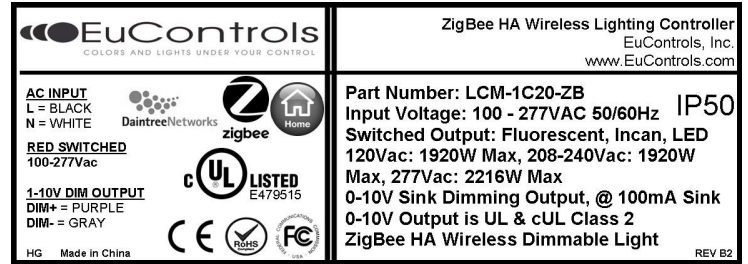 EuControls
COLORS AND LIGHTS UNDER YOUR CONTROL
ZigBee HA Wireless Lighting Controller
EuControls, Inc.
www.EuControls.com
AC INPUT
L = BLACK
N = WHITE
RED SWITCHED
100-277Vac
1-10V DIM OUTPUT
DIM+ = PURPLE
DIM- = GRAY
HG Made in China
DaintreeNetworks
zigbee
Home
C UL LISTED
E479515
CE
RoHS
FC
FEDERAL COMMUNICATIONS COMMISSION
USA
Part Number: LCM-1C20-ZB
Input Voltage: 100 - 277VAC 50/60Hz IP50
Switched Output: Fluorescent, Incan, LED
120Vac: 1920W Max, 208-240Vac: 1920W
Max, 277Vac: 2216W Max
0-10V Sink Dimming Output, @ 100mA Sink
0-10V Output is UL & cUL Class 2
ZigBee HA Wireless Dimmable Light
REV B2